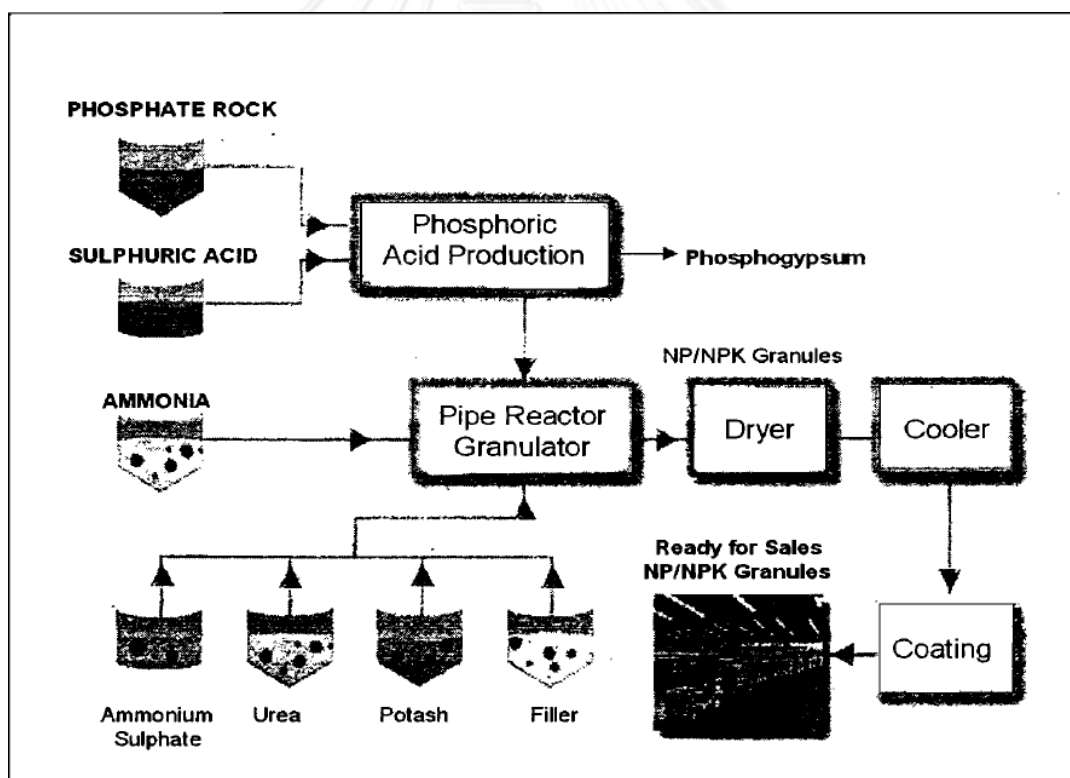 PHOSPHATE ROCK
Phosphoric
Acid Production
SULPHURIC ACID
Phosphogypsum
NP/NPK Granules
AMMONIA
Pipe Reactor
Granulator
Dryer
Cooler
Ready for Sales
NP/NPK Granules
Coating
Ammonium
Sulphate
Urea
Potash
Filler